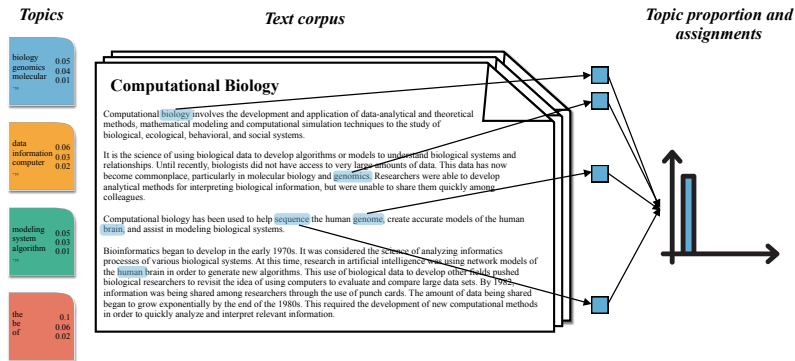 Topics
Text corpus
Topic proportion and
assignments
biology 0.05
genomics 0.04
molecular 0.01
...
data 0.06
information 0.03
computer 0.02
...
modeling 0.05
system 0.03
algorithm 0.01
...
the 0.1
be 0.06
of 0.02
Computational Biology
Computational biology involves the development and application of data-analytical and theoretical
methods, mathematical modeling and computational simulation techniques to the study of
biological, ecological, behavioral, and social systems.
It is the science of using biological data to develop algorithms or models to understand biological systems and
relationships. Until recently, biologists did not have access to very large amounts of data. This data has now
become commonplace, particularly in molecular biology and genomics. Researchers were able to develop
analytical methods for interpreting biological information, but were unable to share them quickly among
colleagues.
Computational biology has been used to help sequence the human genome, create accurate models of the human
brain, and assist in modeling biological systems.
Bioinformatics began to develop in the early 1970s. It was considered the science of analyzing informatics
processes of various biological systems. At this time, research in artificial intelligence was using network models of
the human brain in order to generate new algorithms. This use of biological data to develop other fields pushed
biological researchers to revisit the idea of using computers to evaluate and compare large data sets. By 1982,
information was being shared among researchers through the use of punch cards. The amount of data being shared
began to grow exponentially by the end of the 1980s. This required the development of new computational methods
in order to quickly analyze and interpret relevant information.